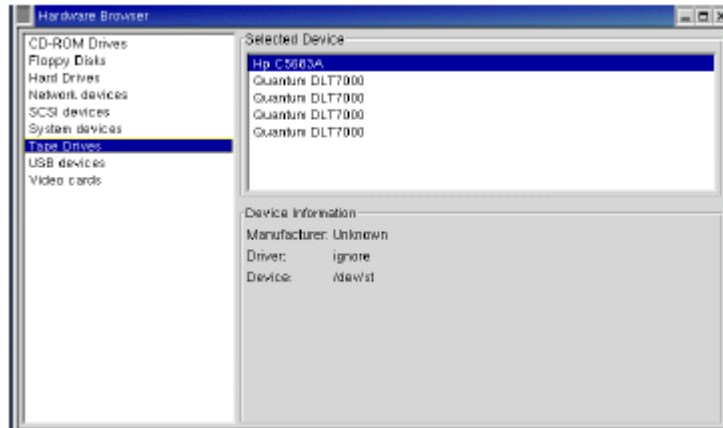 Hardware Browser
CD-ROM Drives
Floppy Disks
Hard Drives
Network devices
SCSI devices
System devices
Tape Drives
USB devices
Video cards
Selected Device
Hp C5683A
Quantum DLT7000
Quantum DLT7000
Quantum DLT7000
Quantum DLT7000
Device Information
Manufacturer: Unknown
Driver: ignore
Device: /dev/st